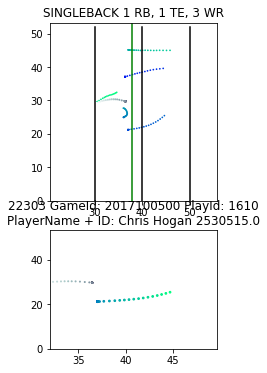 SINGLEBACK 1 RB, 1 TE, 3 WR
50
40
30
20
10
0
30 40 50
22303 GameId: 2017100500 PlayId: 1610
PlayerName + ID: Chris Hogan 2530515.0
40
20
0
35 40 45